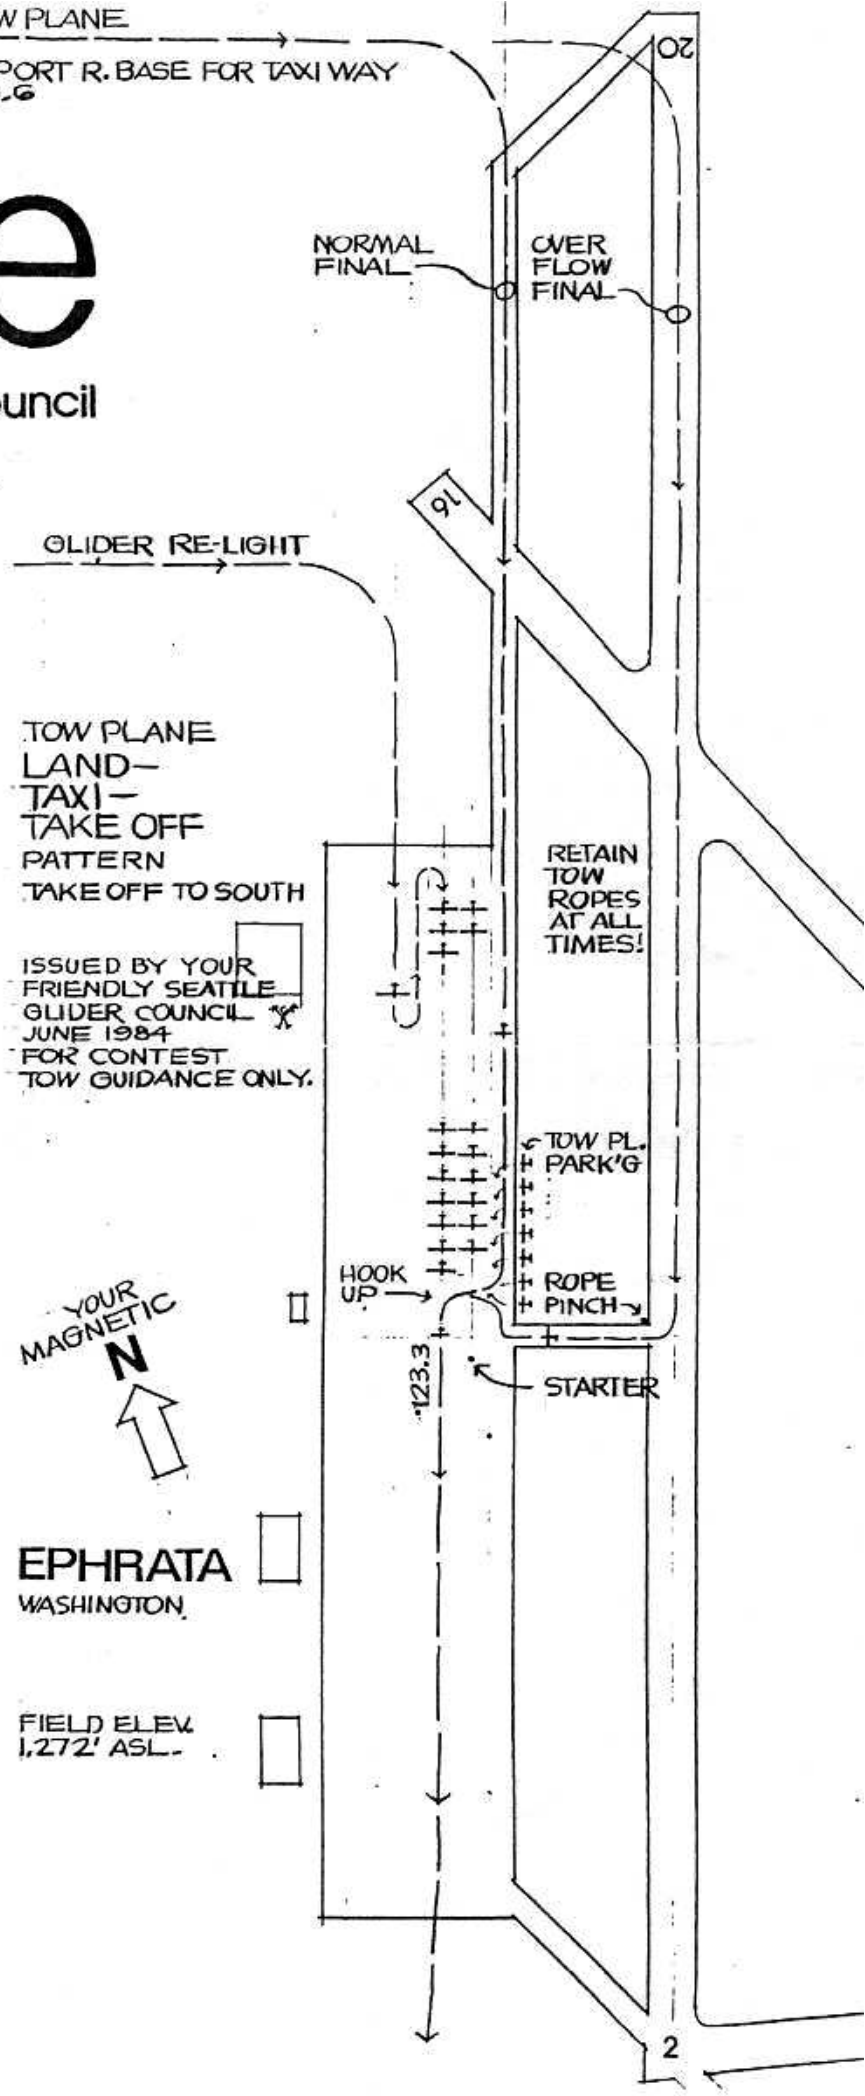 W PLANE
PORT R. BASE FOR TAXI WAY
-6
20
e
NORMAL
FINAL
OVER
FLOW
FINAL
ouncil
16
GLIDER RE-LIGHT
TOW PLANE
LAND-
TAXI-
TAKE OFF
PATTERN
TAKE OFF TO SOUTH
RETAIN
TOW
ROPES
AT ALL
TIMES!
ISSUED BY YOUR
FRIENDLY SEATTLE
GLIDER COUNCIL
JUNE 1984
FOR CONTEST
TOW GUIDANCE ONLY.
TOW PL.
PARK'G
HOOK
UP
ROPE
PINCH
YOUR
MAGNETIC
N
123.3
STARTER
EPHRATA
WASHINGTON
FIELD ELEV.
1,272' ASL-
2